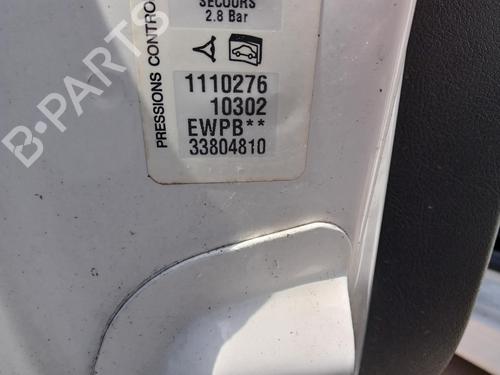 SECOURS
2.8 Bar
PRESSIONS CONTRO
1110276
10302
EWPB**
33804810
B-PARTS